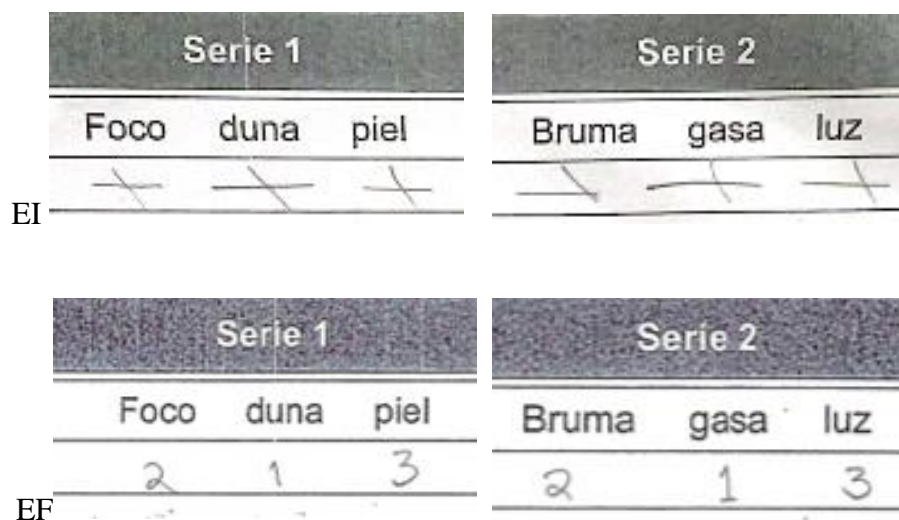 Serie 1 Serie 2
Foco duna piel Bruma gasa luz
EI
Serie 1 Serie 2
Foco duna piel Bruma gasa luz
2 1 3 2 1 3
EF